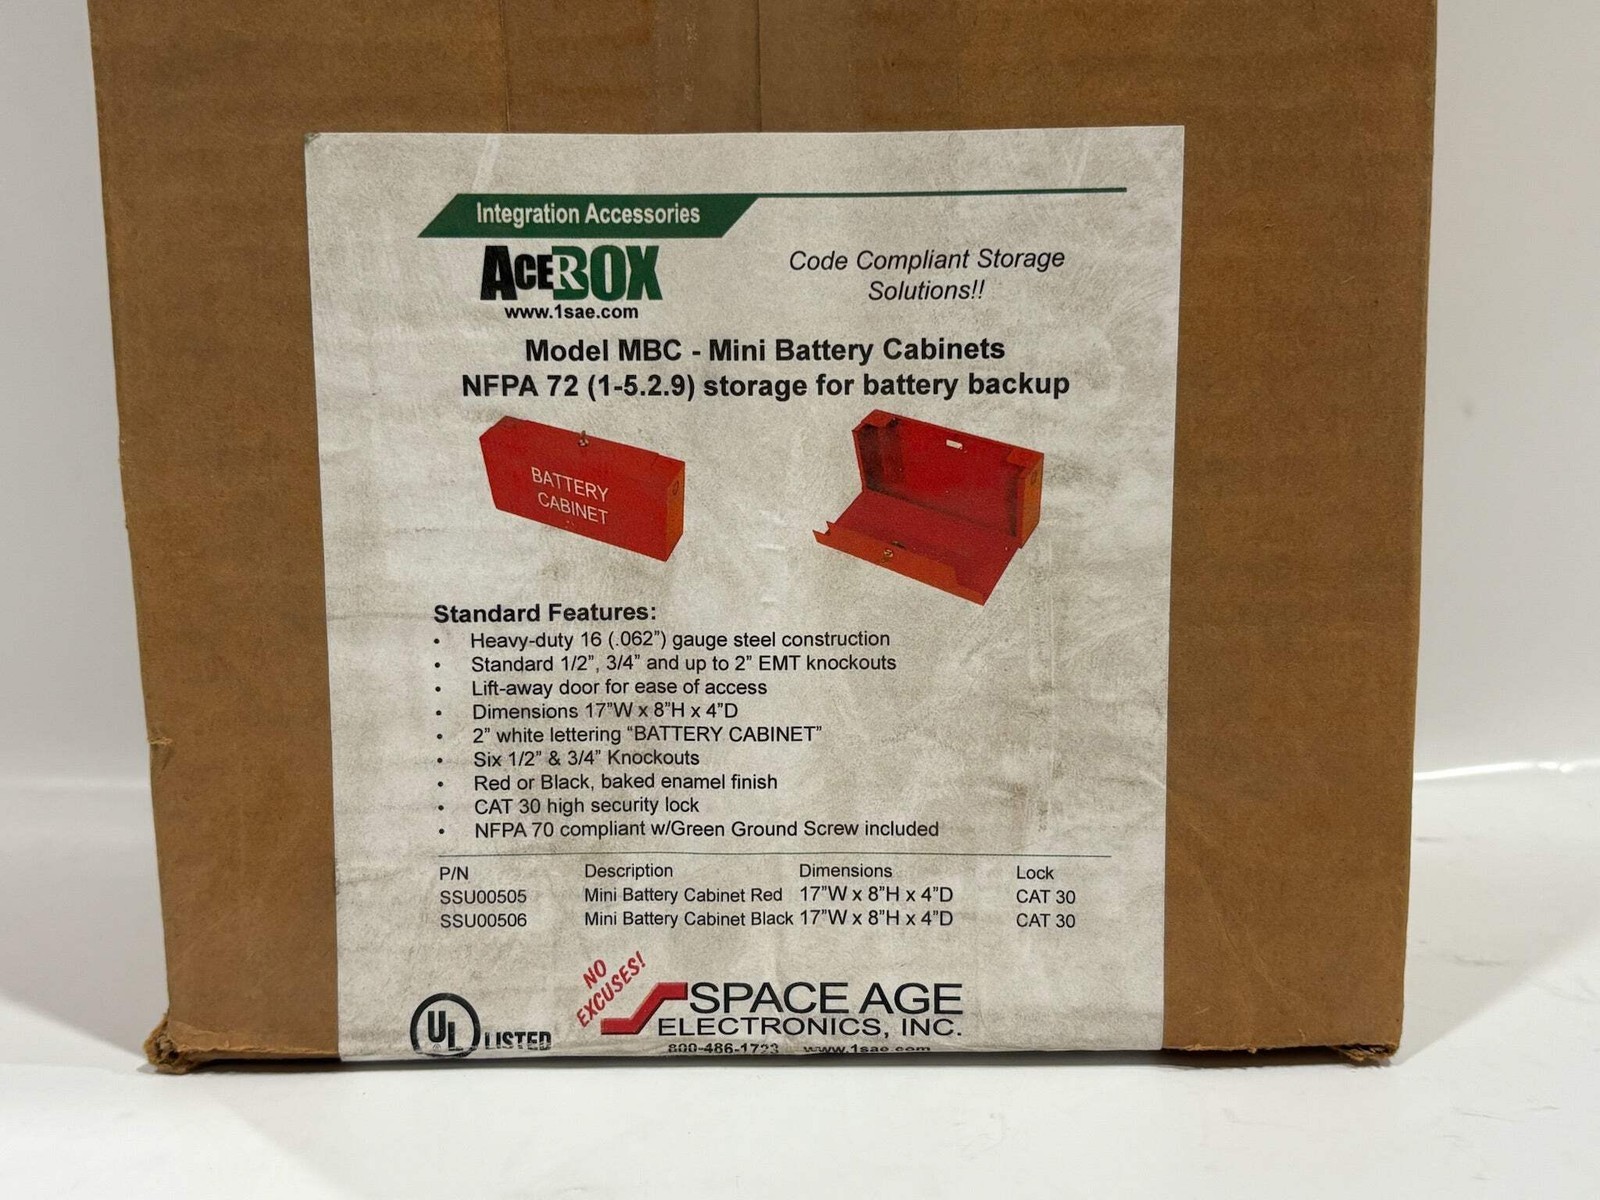 Integration Accessories
ACEBOX
www.1sae.com
Code Compliant Storage
Solutions!!
Model MBC - Mini Battery Cabinets
NFPA 72 (1-5.2.9) storage for battery backup
BATTERY
CABINET
Standard Features:
• Heavy-duty 16 (.062”) gauge steel construction
• Standard 1/2”, 3/4” and up to 2” EMT knockouts
• Lift-away door for ease of access
• Dimensions 17”W x 8”H x 4”D
• 2” white lettering “BATTERY CABINET”
• Six 1/2” & 3/4” Knockouts
• Red or Black, baked enamel finish
• CAT 30 high security lock
• NFPA 70 compliant w/Green Ground Screw included
P/N Description Dimensions Lock
SSU00505 Mini Battery Cabinet Red 17”W x 8”H x 4”D CAT 30
SSU00506 Mini Battery Cabinet Black 17”W x 8”H x 4”D CAT 30
UL LISTED
NO
EXCUSES!
SPACE AGE
ELECTRONICS, INC.
800-486-1723 www.1sae.com